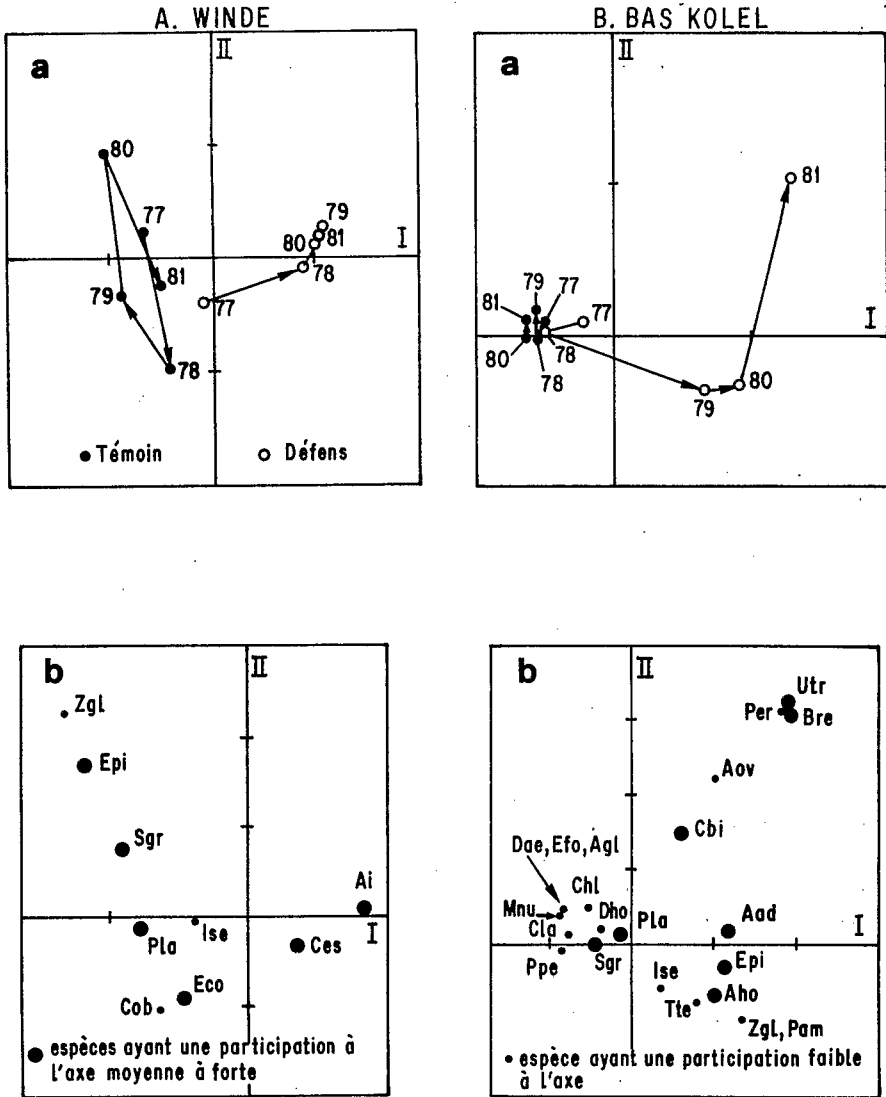 A. WINDE
B. BAS KOLEL
a
II
80
77
79
81
I
80
81
79
78
77
78
Témoin
Défens
a
II
81
79
77
81
77
I
80
78
78
79
80
b
II
Zgl
Epi
Sgr
Ai
Ise
I
Pla
Ces
Eco
Cob
espèces ayant une participation à
l'axe moyenne à forte
b
II
Utr
Per
Bre
Aov
Cbi
Dae, Efo, Agl
Chl
Mnu
Dho
Pla
Aad
I
Cla
Ppe
Sgr
Epi
Ise
Aho
Tte
Zgl, Pam
espèce ayant une participation faible
à l'axe